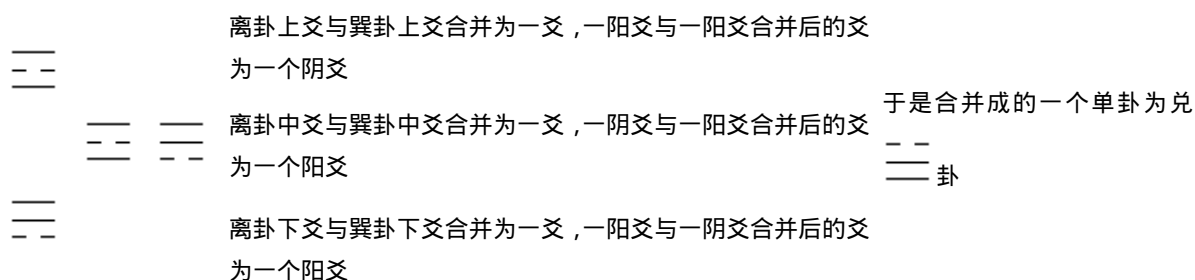 离卦上爻与巽卦上爻合并为一爻，一阳爻与一阳爻合并后的爻
为一个阴爻
离卦中爻与巽卦中爻合并为一爻，一阴爻与一阳爻合并后的爻
为一个阳爻
离卦下爻与巽卦下爻合并为一爻，一阳爻与一阴爻合并后的爻
为一个阳爻
于是合并成的一个单卦为兑
卦